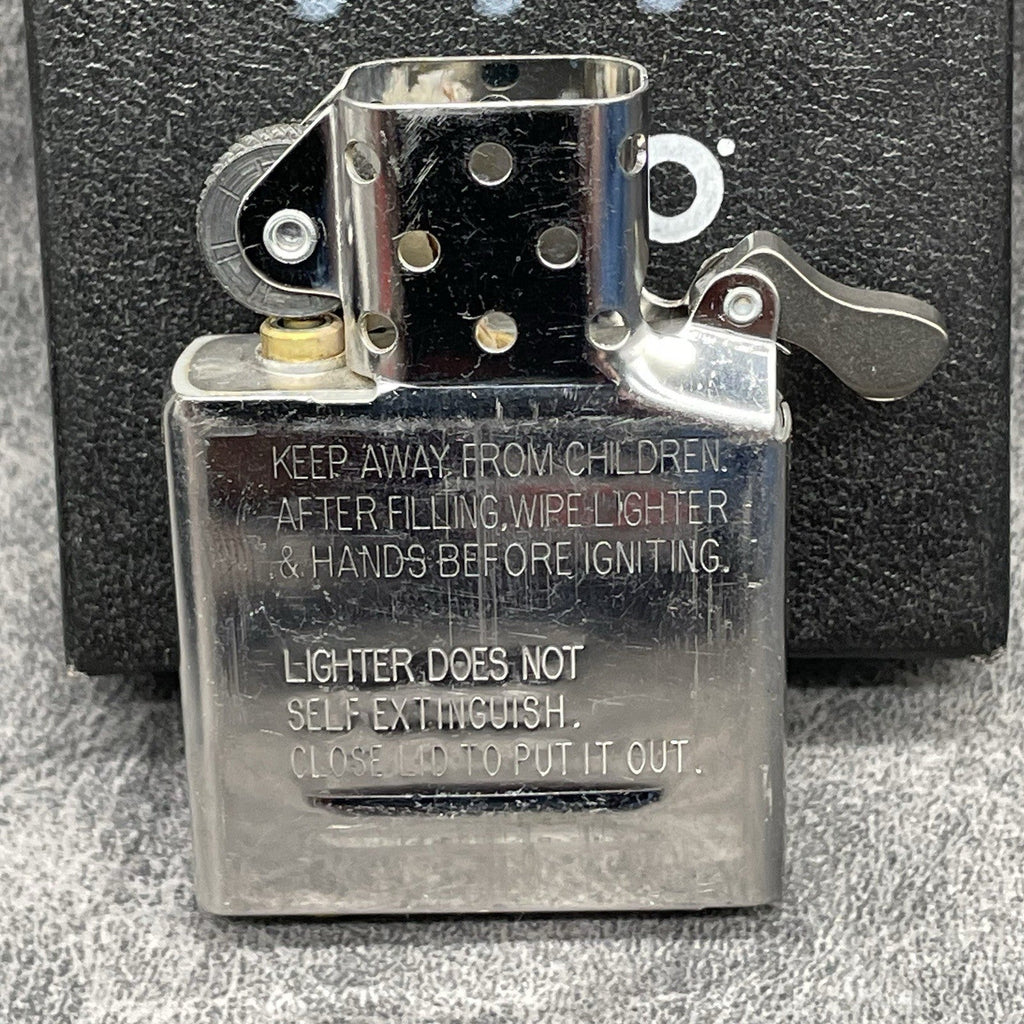 KEEP AWAY FROM CHILDREN.
AFTER FILLING, WIPE LIGHTER
& HANDS BEFORE IGNITING.
LIGHTER DOES NOT
SELF EXTINGUISH.
CLOSE LID TO PUT IT OUT.